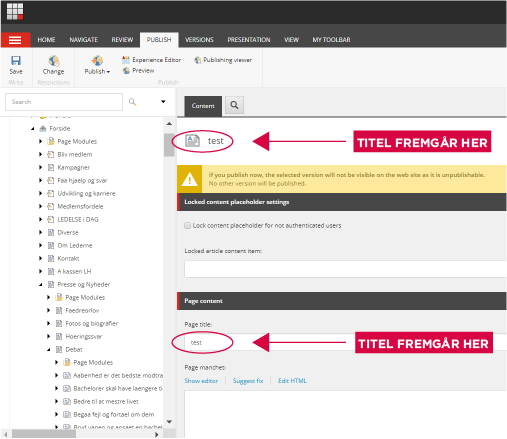 HOME NAVIGATE REVIEW PUBLISH VERSIONS PRESENTATION VIEW MY TOOLBAR
Save Change Publish Experience Editor Publishing viewer
Preview
Write Restrictions Publish
Search
Content
Forside
Page Modules
Bliv medlem
Kampagner
Faa hjaelp og svar
Udvikling og karriere
Medlemsfordele
LEDELSE i DAG
Diverse
Om Lederne
Kontakt
A kassen LH
Presse og Nyheder
Page Modules
Faedreorlov
Fotos og biografier
Hoeringssvar
Debat
Page Modules
Aabenhed er det bedste modtra
Bachelorer skal have laengere ti
Bedre til at mestre livet
Begaa fejl og fortael om dem
Bryd vanen og ansæt en bachel
test
TITEL FREMGÅR HER
If you publish now, the selected version will not be visible on the web site as it is unpublishable.
No other version will be published.
Locked content placeholder settings
Lock content placeholder for not authenticated users
Locked article content item:
Page content
Page title:
test
TITEL FREMGÅR HER
Page manchet:
Show editor Suggest fix Edit HTML